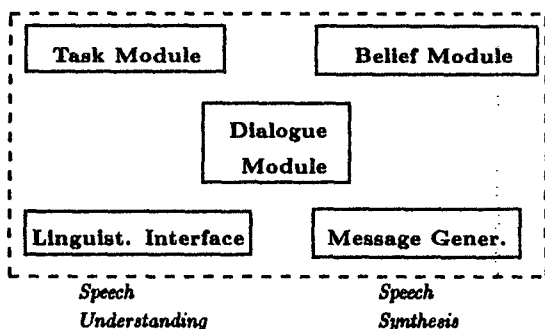 Task Module
Belief Module
Dialogue
Module
Linguist. Interface
Message Gener.
Speech
Understanding
Speech
Synthesis